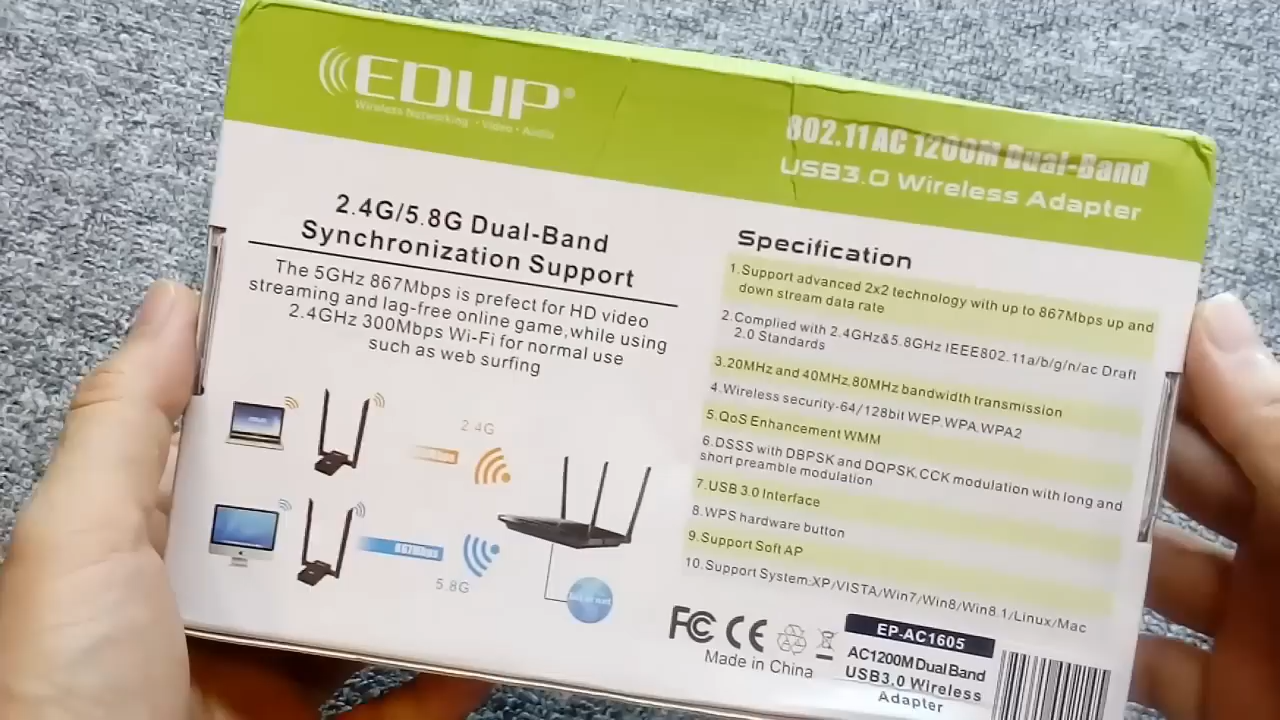 EDUP®
Wireless Networking · Video · Audio
802.11AC 1200M Dual-Band
USB3.0 Wireless Adapter
2.4G/5.8G Dual-Band
Synchronization Support
The 5GHz 867Mbps is prefect for HD video
streaming and lag-free online game,while using
2.4GHz 300Mbps Wi-Fi for normal use
such as web surfing
2.4G
867Mbps
5.8G
Specification
1.Support advanced 2x2 technology with up to 867Mbps up and
down stream data rate
2.Complied with 2.4GHz&5.8GHz IEEE802.11a/b/g/n/ac Draft
2.0 Standards
3.20MHz and 40MHz,80MHz bandwidth transmission
4.Wireless security-64/128bit WEP,WPA,WPA2
5.QoS Enhancement WMM
6.DSSS with DBPSK and DQPSK,CCK modulation with long and
short preamble modulation
7.USB 3.0 Interface
8.WPS hardware button
9.Support Soft AP
10.Support System:XP/VISTA/Win7/Win8/Win8.1/Linux/Mac
FC CE
Made in China
EP-AC1605
AC1200M Dual Band
USB3.0 Wireless
Adapter